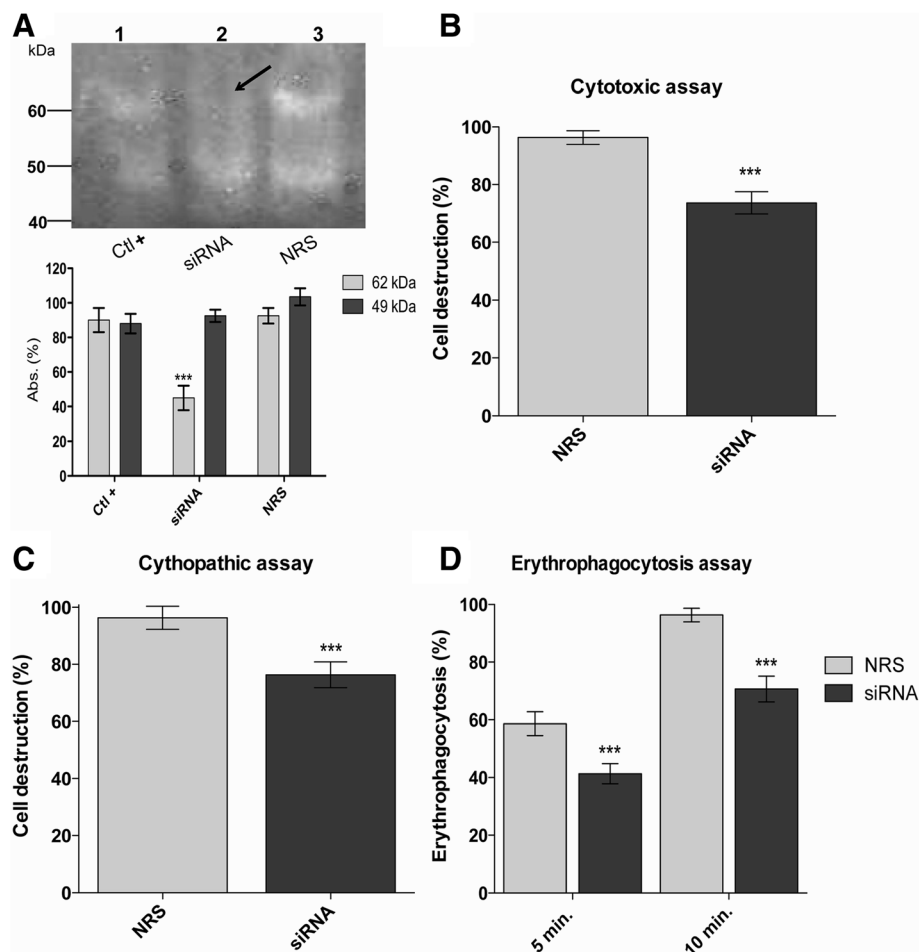 A
1 2 3
kDa
60
50
40
Ctl+ siRNA NRS
120
100
80
60
40
20
0
Abs. (%)
***
Ctl + siRNA NRS
62 kDa
49 kDa
B
Cytotoxic assay
100
80
60
40
20
0
Cell destruction (%)
***
NRS siRNA
C
Cythopathic assay
100
80
60
40
20
0
Cell destruction (%)
***
NRS siRNA
D
Erythrophagocytosis assay
100
80
60
40
20
0
Erythrophagocytosis (%)
***
***
5 min. 10 min.
NRS
siRNA